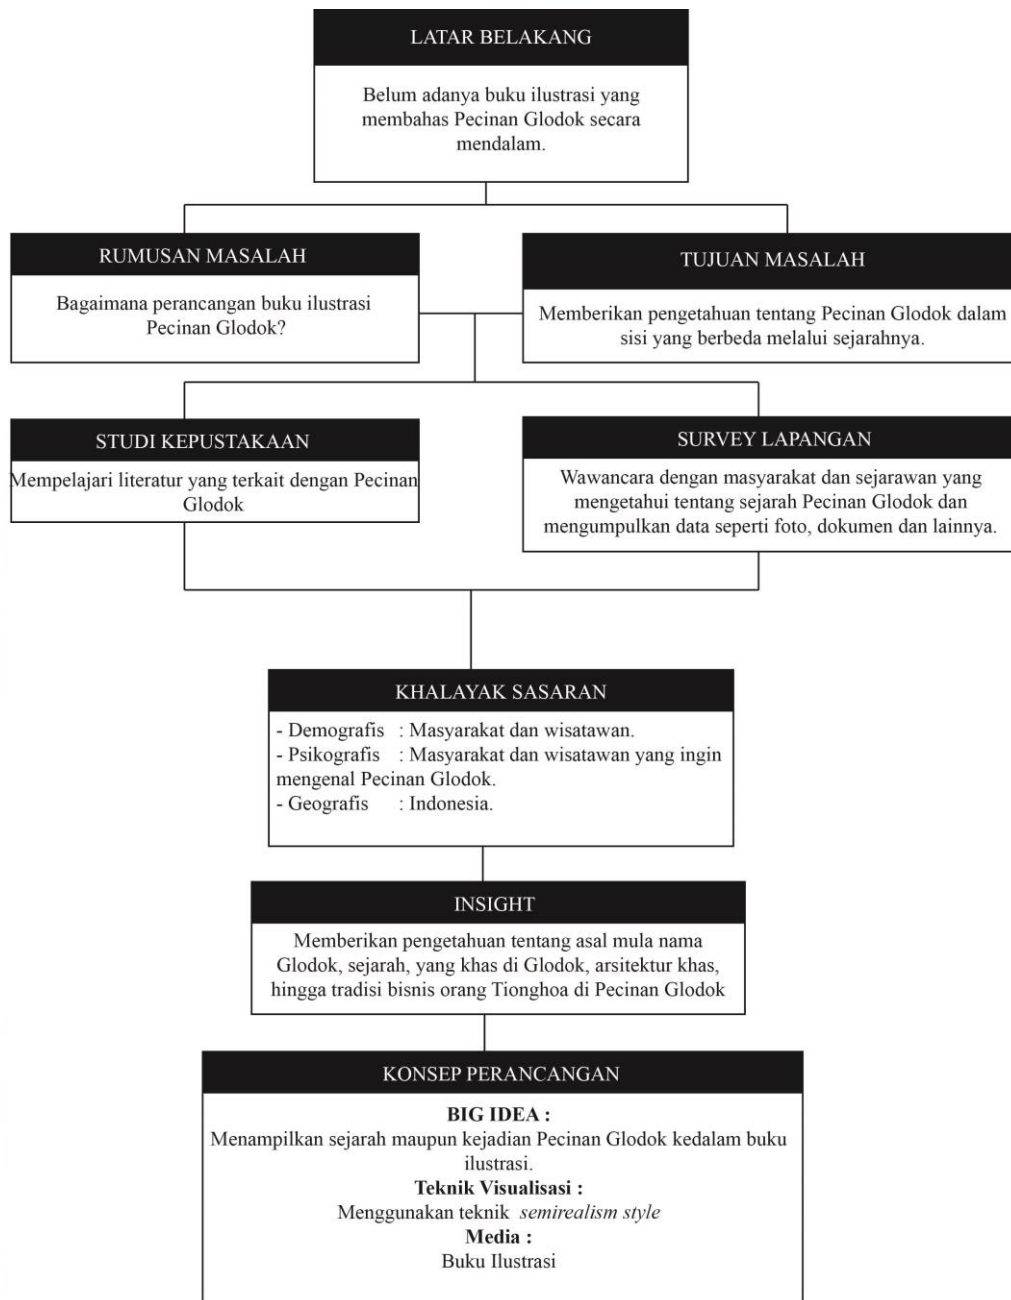 LATAR BELAKANG
Belum adanya buku ilustrasi yang
membahas Pecinan Glodok secara
mendalam.
RUMUSAN MASALAH
Bagaimana perancangan buku ilustrasi
Pecinan Glodok?
TUJUAN MASALAH
Memberikan pengetahuan tentang Pecinan Glodok dalam
sisi yang berbeda melalui sejarahnya.
STUDI KEPUSTAKAAN
Mempelajari literatur yang terkait dengan Pecinan
Glodok
SURVEY LAPANGAN
Wawancara dengan masyarakat dan sejarawan yang
mengetahui tentang sejarah Pecinan Glodok dan
mengumpulkan data seperti foto, dokumen dan lainnya.
KHALAYAK SASARAN
- Demografis : Masyarakat dan wisatawan.
- Psikografis : Masyarakat dan wisatawan yang ingin
mengenal Pecinan Glodok.
- Geografis : Indonesia.
INSIGHT
Memberikan pengetahuan tentang asal mula nama
Glodok, sejarah, yang khas di Glodok, arsitektur khas,
hingga tradisi bisnis orang Tionghoa di Pecinan Glodok
KONSEP PERANCANGAN
BIG IDEA :
Menampilkan sejarah maupun kejadian Pecinan Glodok kedalam buku
ilustrasi.
Teknik Visualisasi :
Menggunakan teknik semirealism style
Media :
Buku Ilustrasi